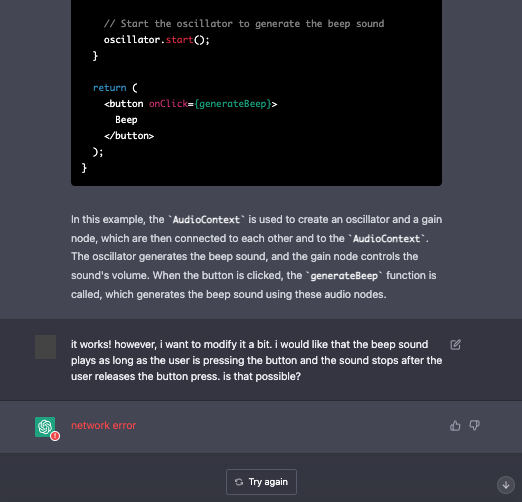 // Start the oscillator to generate the beep sound
oscillator.start();
}
return (
<button onClick={generateBeep}>
Beep
</button>
);
}
In this example, the `AudioContext` is used to create an oscillator and a gain
node, which are then connected to each other and to the `AudioContext`.
The oscillator generates the beep sound, and the gain node controls the
sound's volume. When the button is clicked, the `generateBeep` function is
called, which generates the beep sound using these audio nodes.
it works! however, i want to modify it a bit. i would like that the beep sound
plays as long as the user is pressing the button and the sound stops after the
user releases the button press. is that possible?
network error
Try again